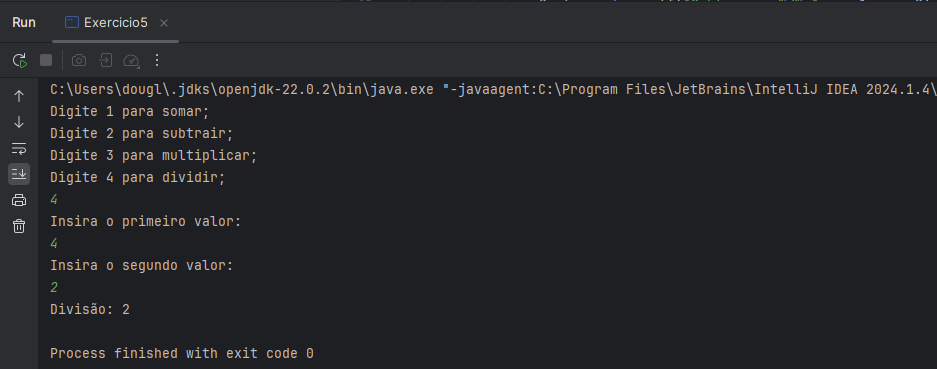 Run
Exercicio5
C:\Users\dougl\.jdks\openjdk-22.0.2\bin\java.exe "-javaagent:C:\Program Files\JetBrains\IntelliJ IDEA 2024.1.4\
Digite 1 para somar;
Digite 2 para subtrair;
Digite 3 para multiplicar;
Digite 4 para dividir;
4
Insira o primeiro valor:
4
Insira o segundo valor:
2
Divisão: 2
Process finished with exit code 0